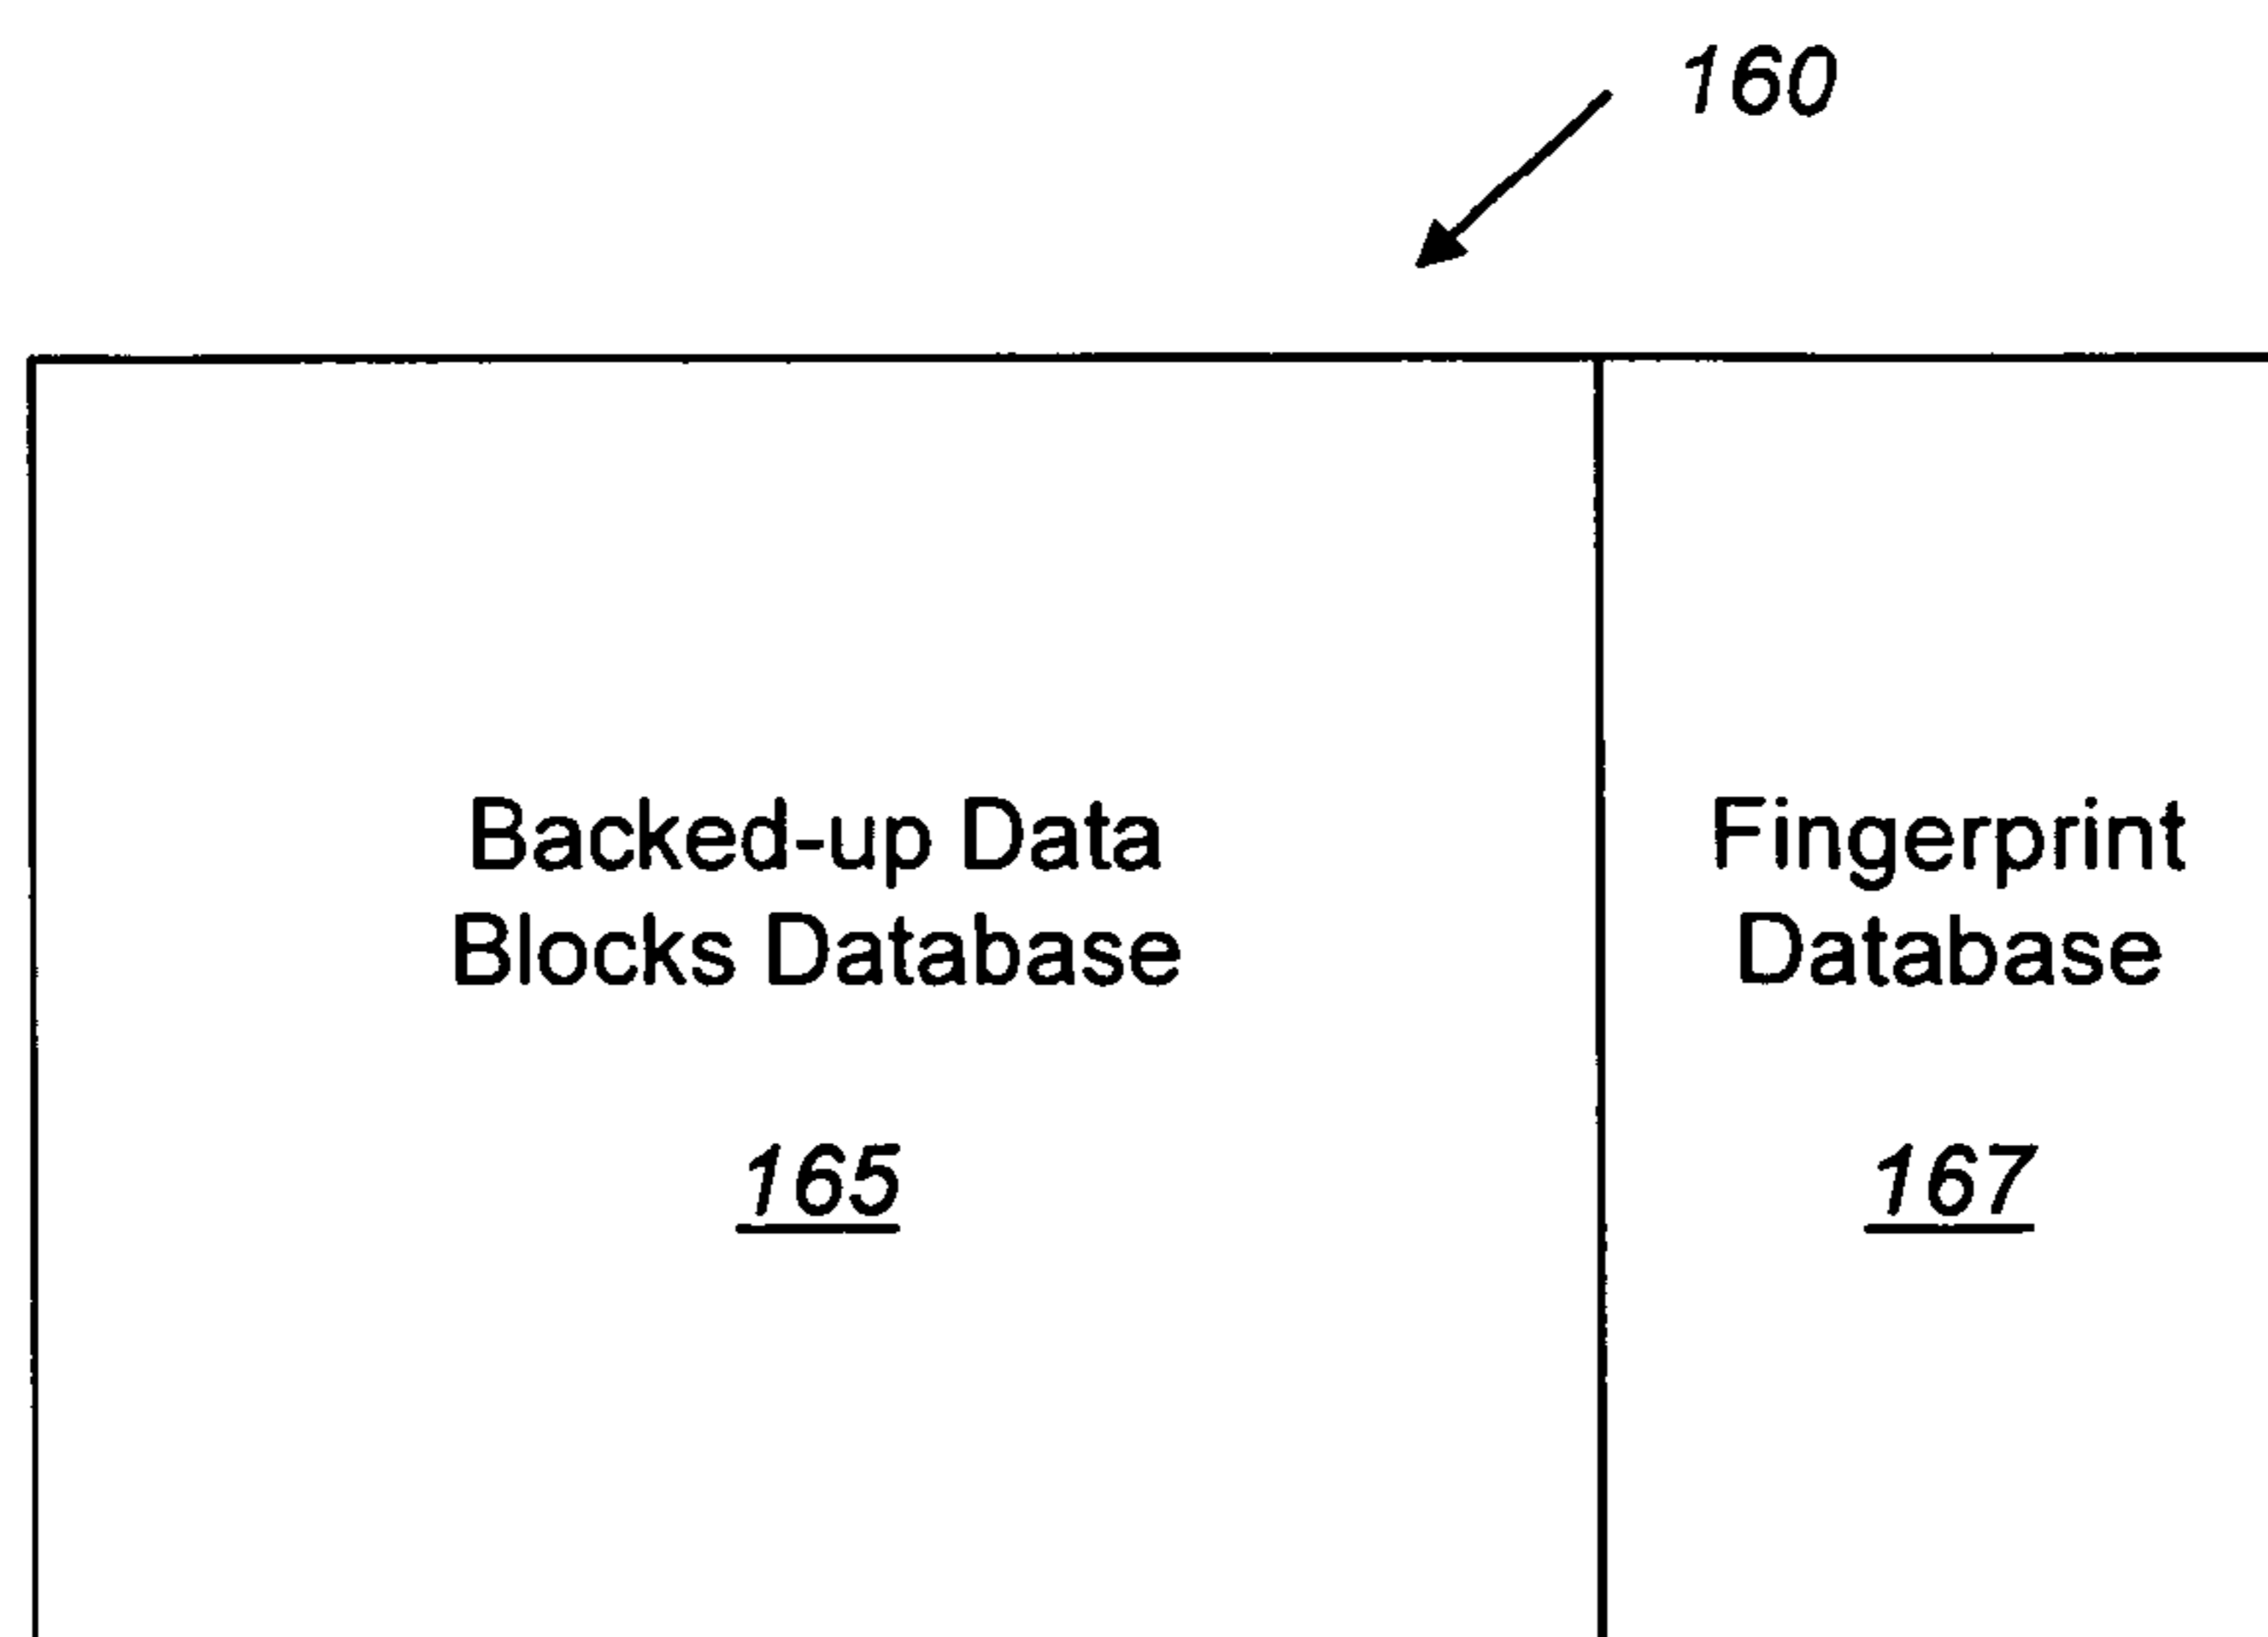 160
Backed-up Data
Blocks Database
165
Fingerprint
Database
167